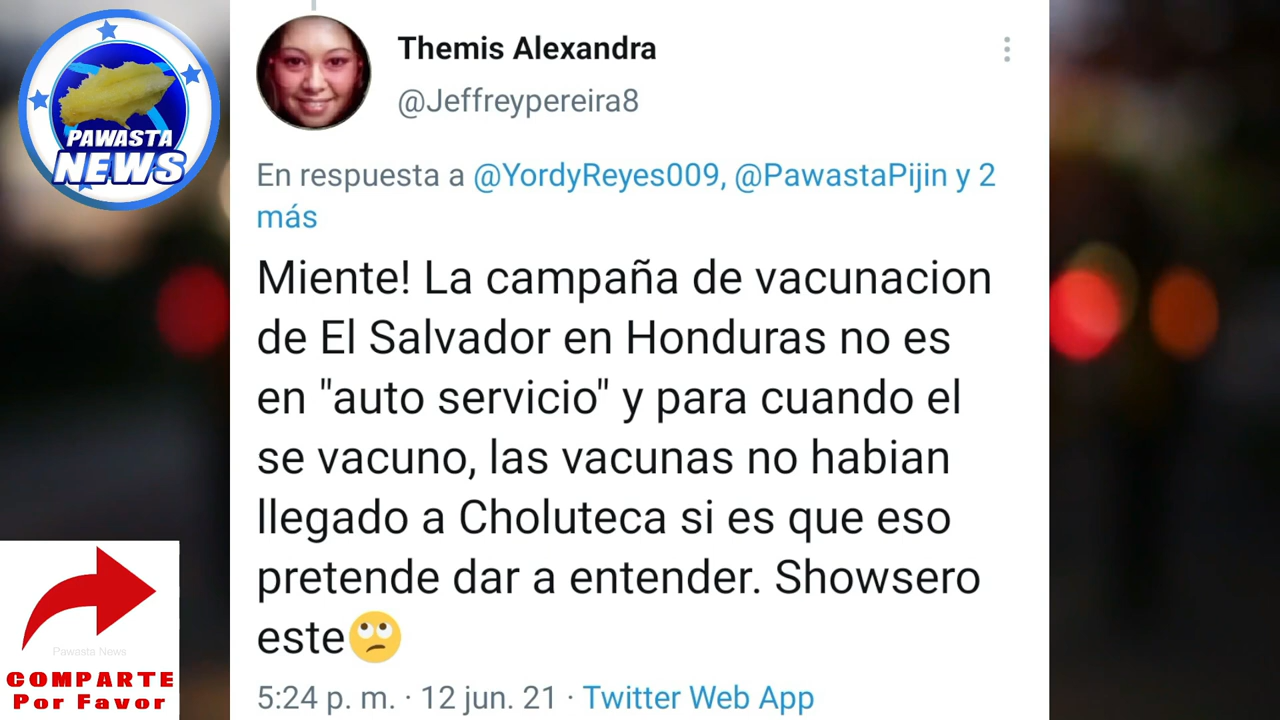 PAWASTA
NEWS
Themis Alexandra
@Jeffreypereira8
En respuesta a @YordyReyes009, @PawastaPijin y 2
más
Miente! La campaña de vacunacion
de El Salvador en Honduras no es
en "auto servicio" y para cuando el
se vacuno, las vacunas no habian
llegado a Choluteca si es que eso
pretende dar a entender. Showsero
este🙄
5:24 p. m. · 12 jun. 21 · Twitter Web App
Pawasta News
COMPARTE
Por Favor